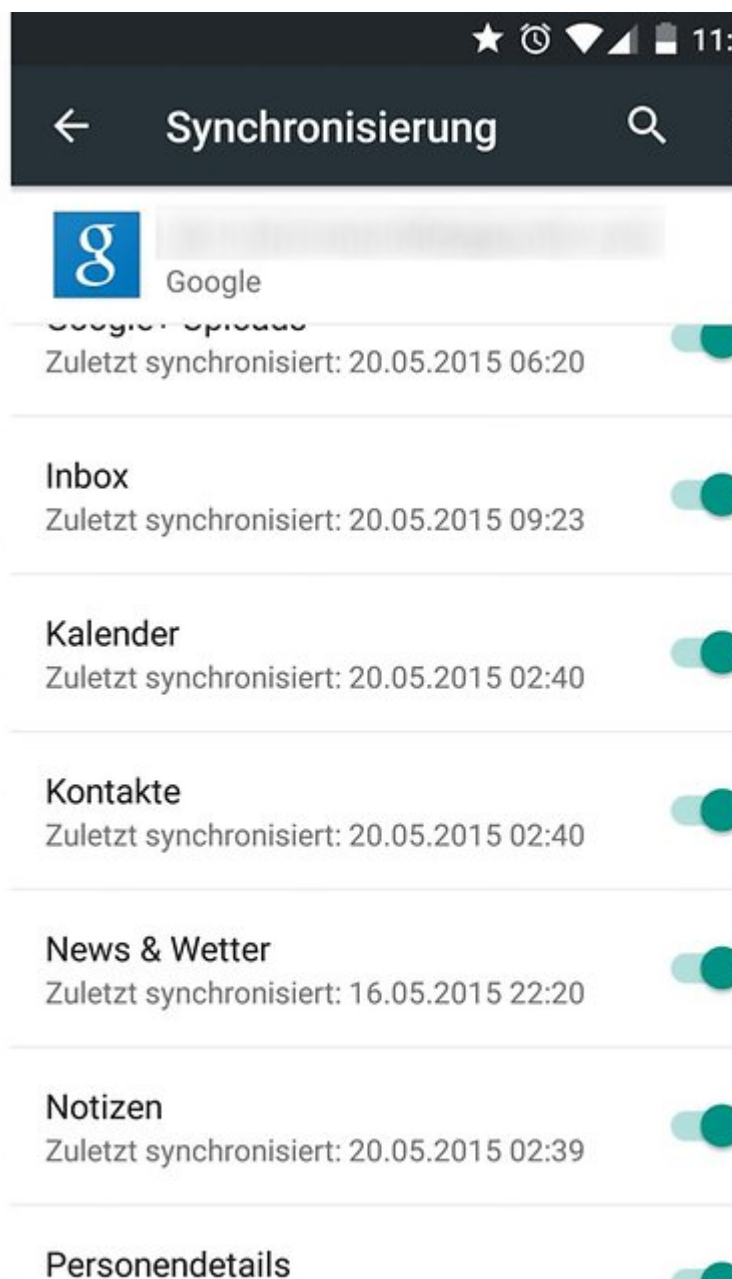 11:
Synchronisierung
g
Google
Google+ Uploads
Zuletzt synchronisiert: 20.05.2015 06:20
Inbox
Zuletzt synchronisiert: 20.05.2015 09:23
Kalender
Zuletzt synchronisiert: 20.05.2015 02:40
Kontakte
Zuletzt synchronisiert: 20.05.2015 02:40
News & Wetter
Zuletzt synchronisiert: 16.05.2015 22:20
Notizen
Zuletzt synchronisiert: 20.05.2015 02:39
Personendetails